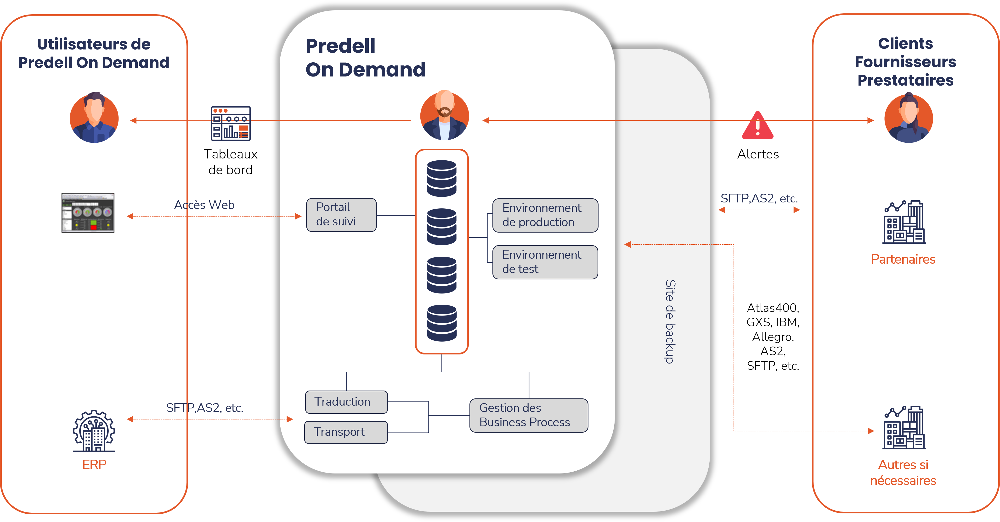 Utilisateurs de
Predell On Demand
Tableaux
de bord
Accès Web
SFTP,AS2, etc.
ERP
Predell
On Demand
Portail
de suivi
Environnement
de production
Environnement
de test
Traduction
Transport
Gestion des
Business Process
Site de backup
Alertes
SFTP,AS2, etc.
Atlas400,
GXS, IBM,
Allegro,
AS2,
SFTP, etc.
Clients
Fournisseurs
Prestataires
Partenaires
Autres si
nécessaires